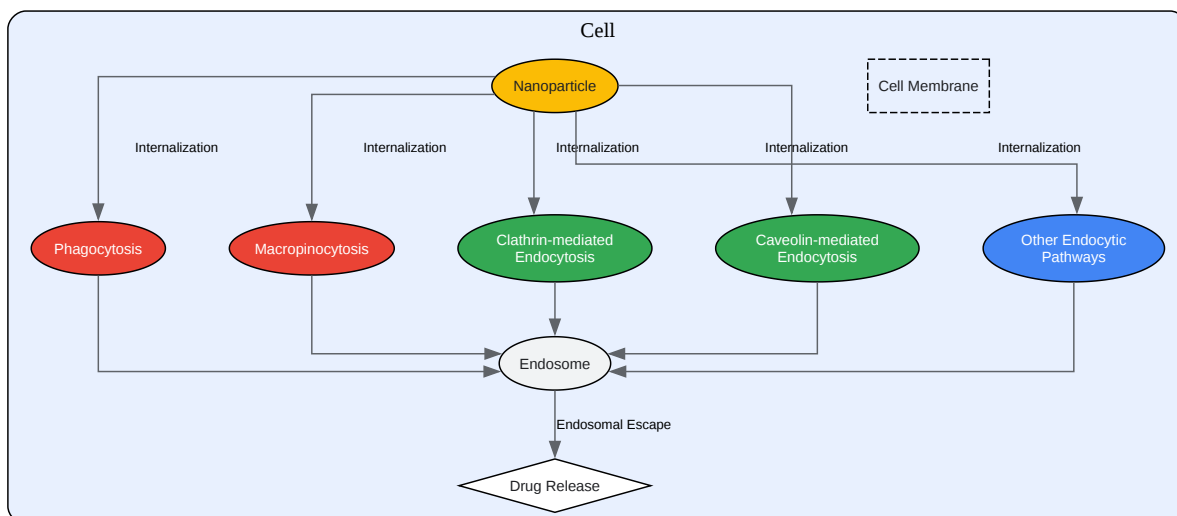 Cell
Nanoparticle
Cell Membrane
Internalization
Internalization
Internalization
Internalization
Internalization
Phagocytosis
Macropinocytosis
Clathrin-mediated
Endocytosis
Caveolin-mediated
Endocytosis
Other Endocytic
Pathways
Endosome
Endosomal Escape
Drug Release